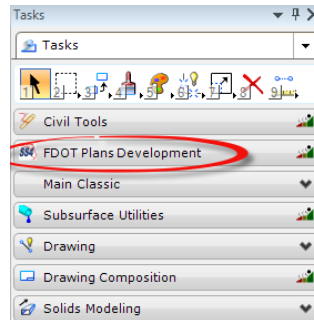 Tasks
Tasks
1 2 3 4 5 6 7 8 9
Civil Tools
SS4 FDOT Plans Development
Main Classic
Subsurface Utilities
Drawing
Drawing Composition
Solids Modeling